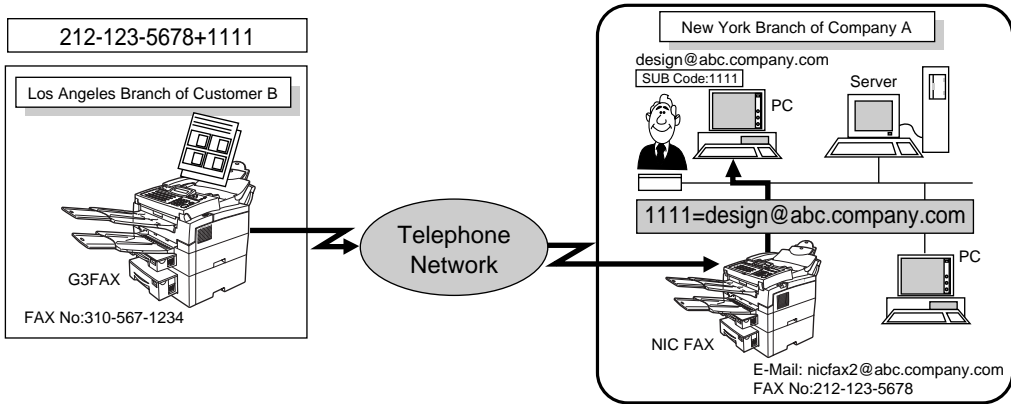 212-123-5678+1111
Los Angeles Branch of Customer B
G3FAX
FAX No:310-567-1234
Telephone
Network
New York Branch of Company A
design@abc.company.com
SUB Code:1111
PC
Server
1111=design@abc.company.com
PC
NIC FAX
E-Mail: nicfax2@abc.company.com
FAX No:212-123-5678